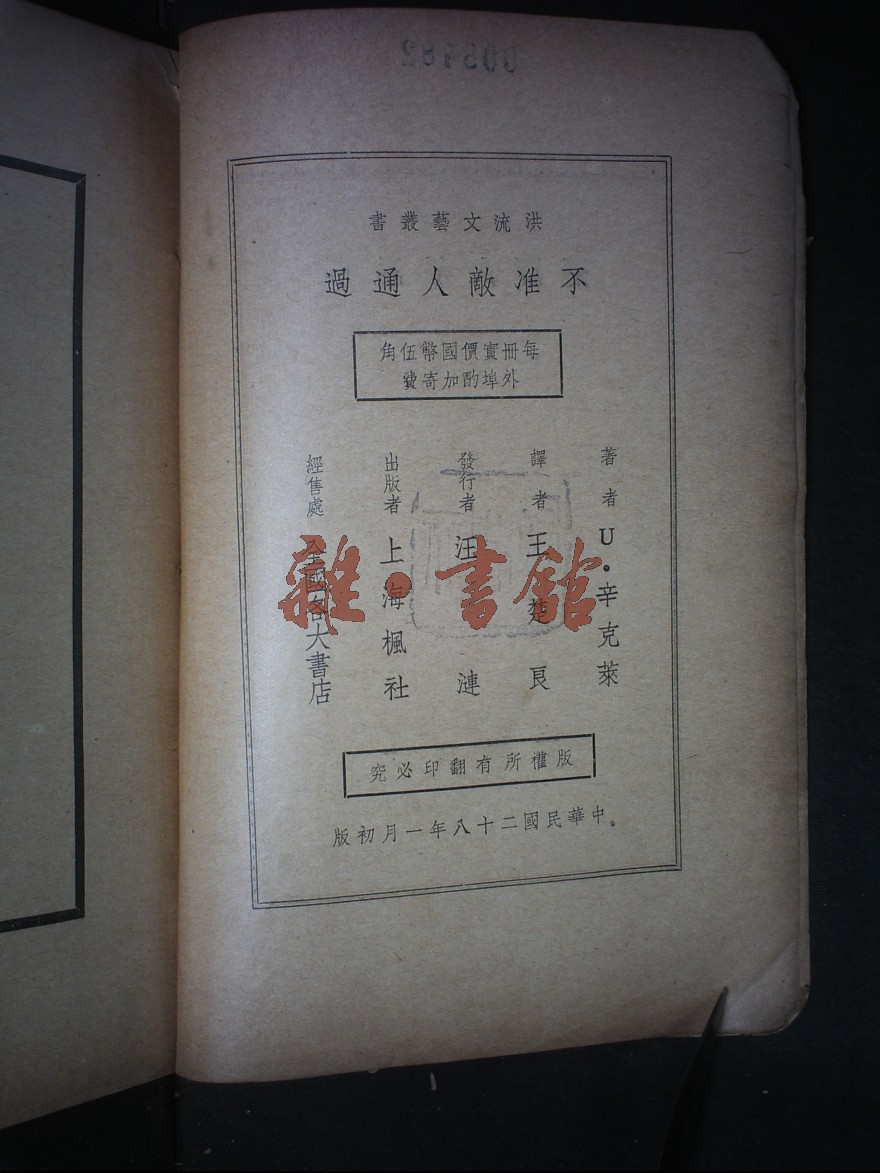 洪流文藝叢書
不准敵人通過
每冊實價國幣伍角
外埠酌加寄費
著者 U·辛克萊
譯者 王楚良
發行者 汪漣
出版者 上海楓社
經售處 全國各大書店
雜·書館
版權所有翻印必究
中華民國二十八年一月初版